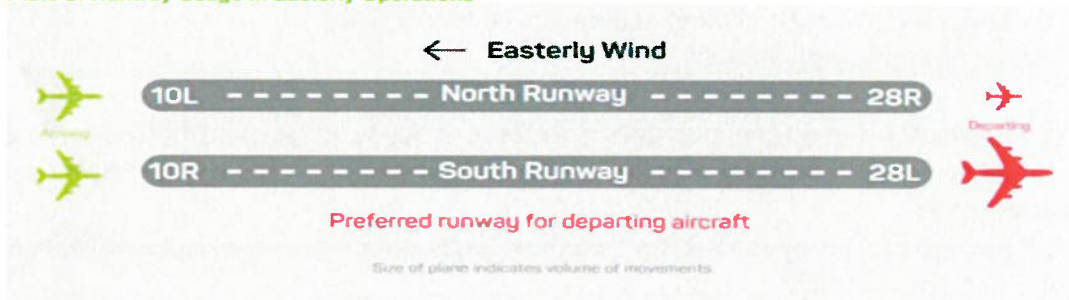 Easterly Wind
10L North Runway 28R
Arriving Departing
10R South Runway 28L
Preferred runway for departing aircraft
Size of plane indicates volume of movements.